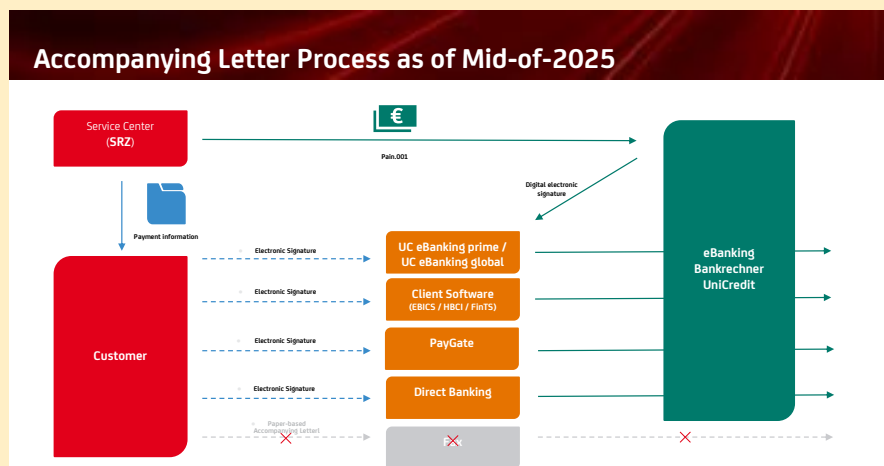 Accompanying Letter Process as of Mid-of-2025
Service Center
(SRZ)
€
Pain.001
Digital electronic
signature
Payment information
Electronic Signature
UC eBanking prime /
UC eBanking global
eBanking
Bankrechner
UniCredit
Electronic Signature
Client Software
(EBICS / HBCI / FinTS)
Customer
Electronic Signature
PayGate
Electronic Signature
Direct Banking
Paper-based
Accompanying Letter!